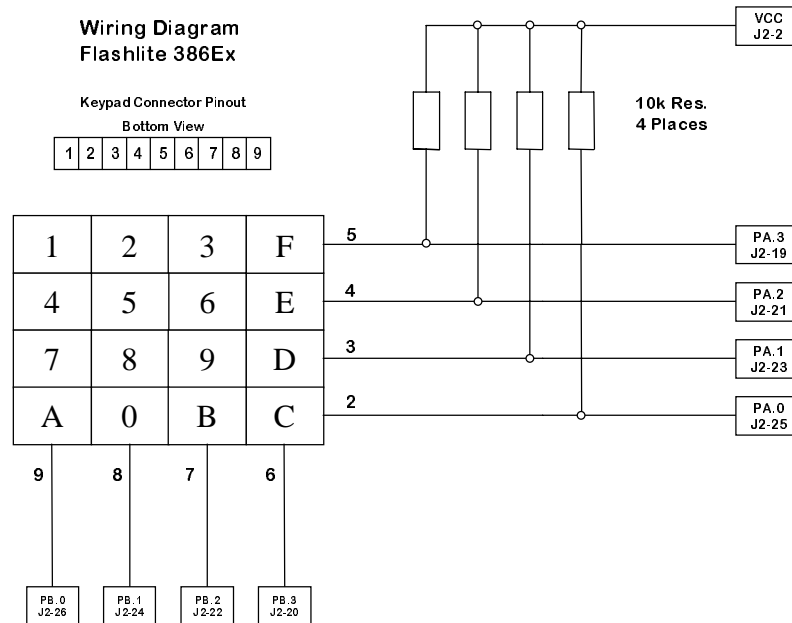 Wiring Diagram
Flashlite 386Ex
VCC
J2-2
Keypad Connector Pinout
Bottom View
1 2 3 4 5 6 7 8 9
10k Res.
4 Places
1 2 3 F
5
PA.3
J2-19
4 5 6 E
4
PA.2
J2-21
7 8 9 D
3
PA.1
J2-23
A 0 B C
2
PA.0
J2-25
9 8 7 6
PB.0
J2-26
PB.1
J2-24
PB.2
J2-22
PB.3
J2-20